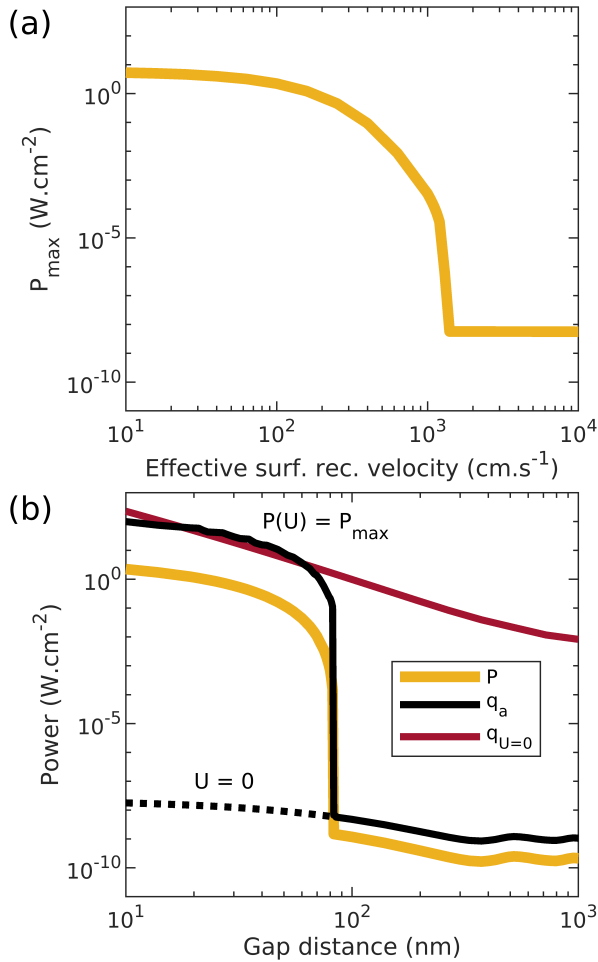 (a)
10^0
10^-5
10^-10
P_max (W.cm^-2)
10^1 10^2 10^3 10^4
Effective surf. rec. velocity (cm.s^-1)
(b)
P(U) = P_max
10^0
10^-5
10^-10
Power (W.cm^-2)
P
q_a
q_U=0
U = 0
10^1 10^2 10^3
Gap distance (nm)